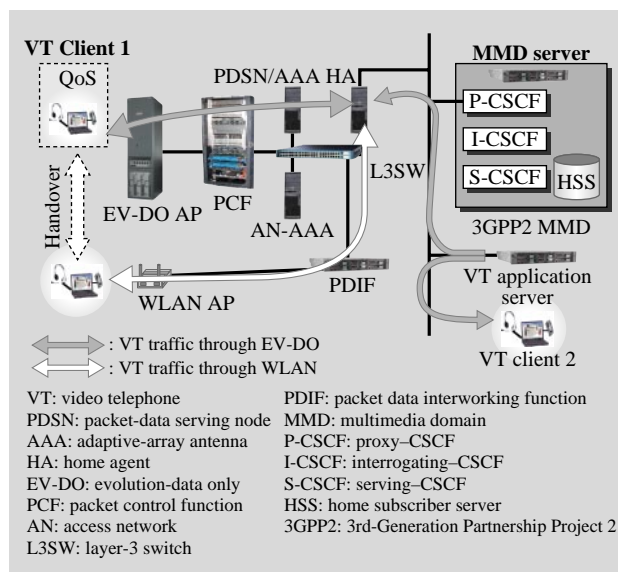 VT Client 1
QoS
Handover
EV-DO AP
PCF
PDSN/AAA HA
AN-AAA
L3SW
WLAN AP
PDIF
MMD server
P-CSCF
I-CSCF
S-CSCF
HSS
3GPP2 MMD
VT application
server
VT client 2
: VT traffic through EV-DO
: VT traffic through WLAN
VT: video telephone
PDSN: packet-data serving node
AAA: adaptive-array antenna
HA: home agent
EV-DO: evolution-data only
PCF: packet control function
AN: access network
L3SW: layer-3 switch
PDIF: packet data interworking function
MMD: multimedia domain
P-CSCF: proxy–CSCF
I-CSCF: interrogating–CSCF
S-CSCF: serving–CSCF
HSS: home subscriber server
3GPP2: 3rd-Generation Partnership Project 2